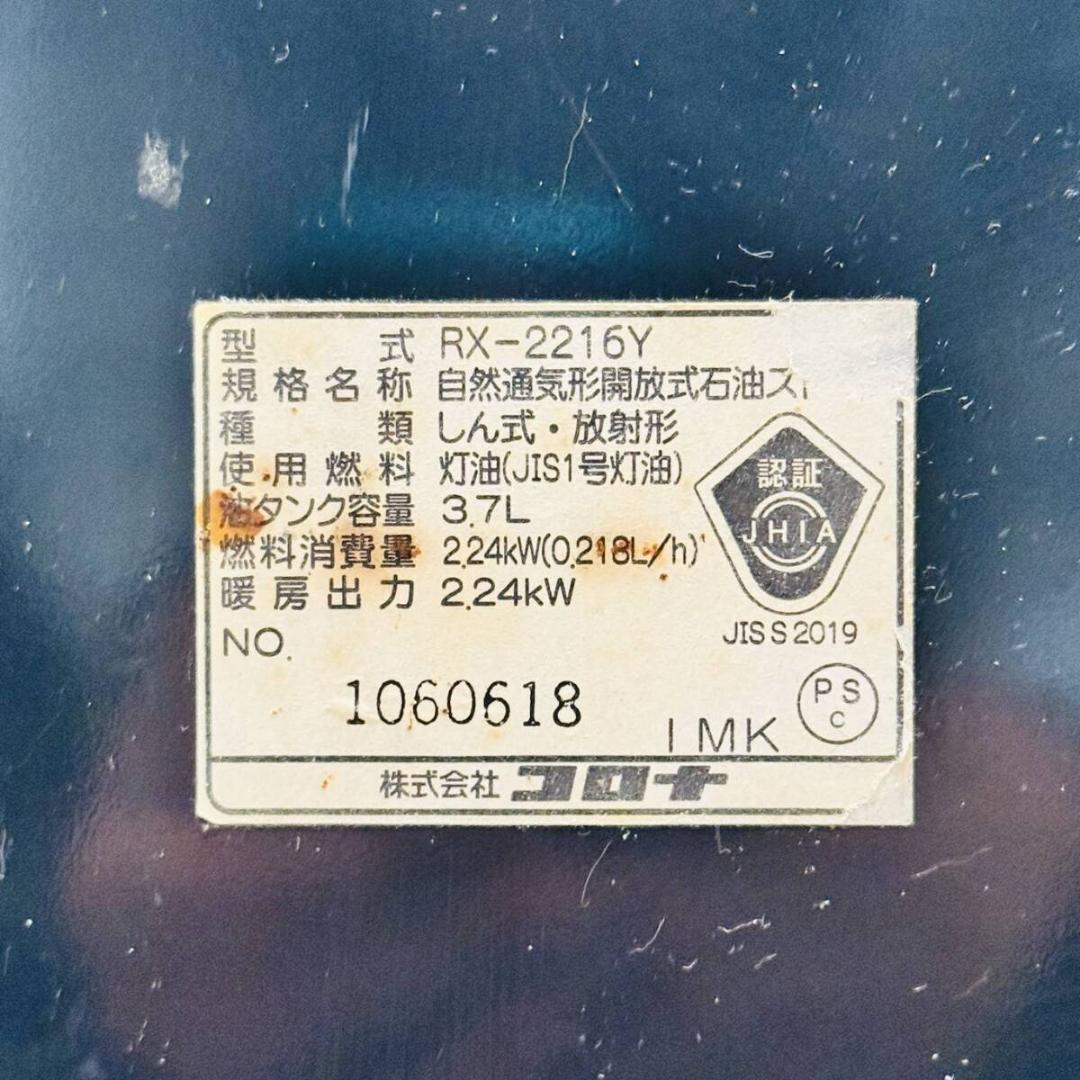 型式 RX-2216Y
規格名称 自然通気形開放式石油ス
種類 しん式・放射形
使用燃料 灯油(JIS1号灯油)
油タンク容量 3.7L
燃料消費量 2.24kW(0.218L/h)
暖房出力 2.24kW
認証
JHIA
JIS S 2019
NO.
1060618
IMK
PS
C
株式会社 コロナ